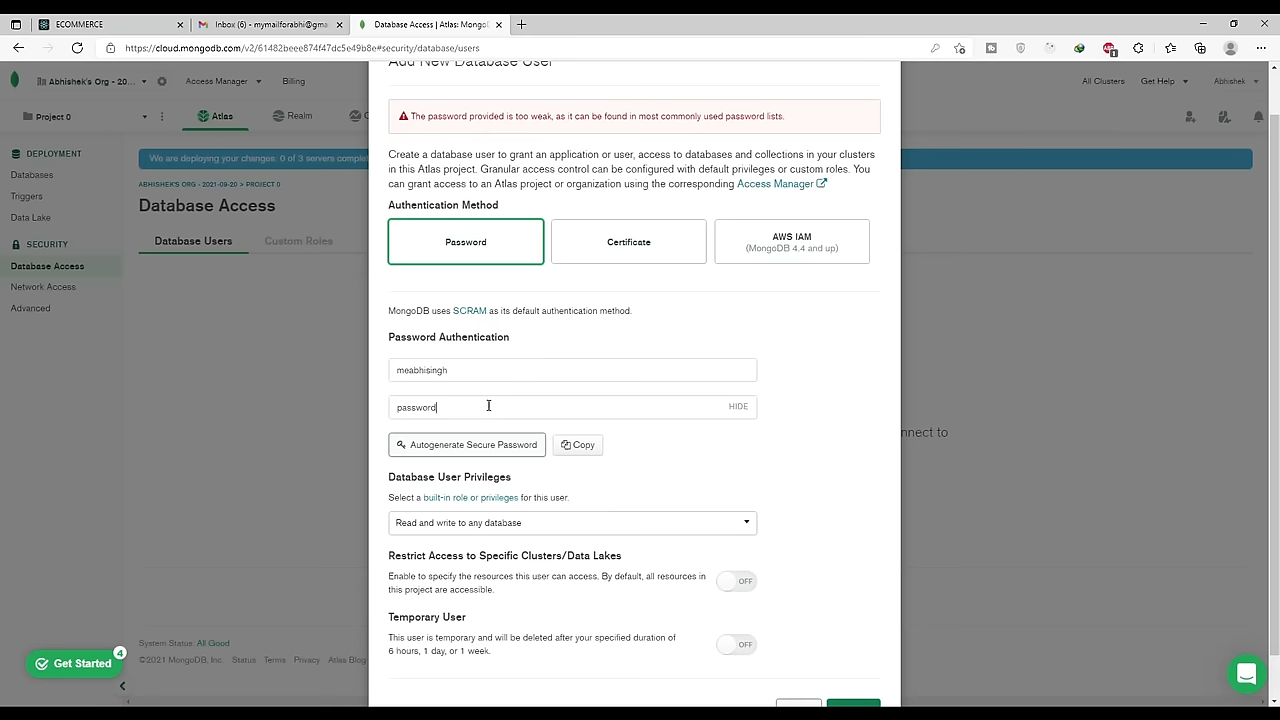 ECOMMERCE
Inbox (6) - mymailforabhi@gma
Database Access | Atlas: MongoD
https://cloud.mongodb.com/v2/61482beee874f47dc5e49b8e#security/database/users
Abhishek's Org - 20...
Access Manager
Billing
All Clusters
Get Help
Abhishek
Project 0
Atlas
Realm
DEPLOYMENT
Databases
Triggers
Data Lake
SECURITY
Database Access
Network Access
Advanced
We are deploying your changes: 0 of 3 servers complet
ABHISHEK'S ORG - 2021-09-20 > PROJECT 0
Database Access
Database Users
Custom Roles
Add New Database User
The password provided is too weak, as it can be found in most commonly used password lists.
Create a database user to grant an application or user, access to databases and collections in your clusters
in this Atlas project. Granular access control can be configured with default privileges or custom roles. You
can grant access to an Atlas project or organization using the corresponding Access Manager
Authentication Method
Password
Certificate
AWS IAM
(MongoDB 4.4 and up)
MongoDB uses SCRAM as its default authentication method.
Password Authentication
meabhisingh
password
HIDE
Autogenerate Secure Password
Copy
Database User Privileges
Select a built-in role or privileges for this user.
Read and write to any database
Restrict Access to Specific Clusters/Data Lakes
Enable to specify the resources this user can access. By default, all resources in
this project are accessible.
OFF
Temporary User
This user is temporary and will be deleted after your specified duration of
6 hours, 1 day, or 1 week.
OFF
nnect to
System Status: All Good
©2021 MongoDB, Inc.
Status
Terms
Privacy
Atlas Blog
Get Started
4